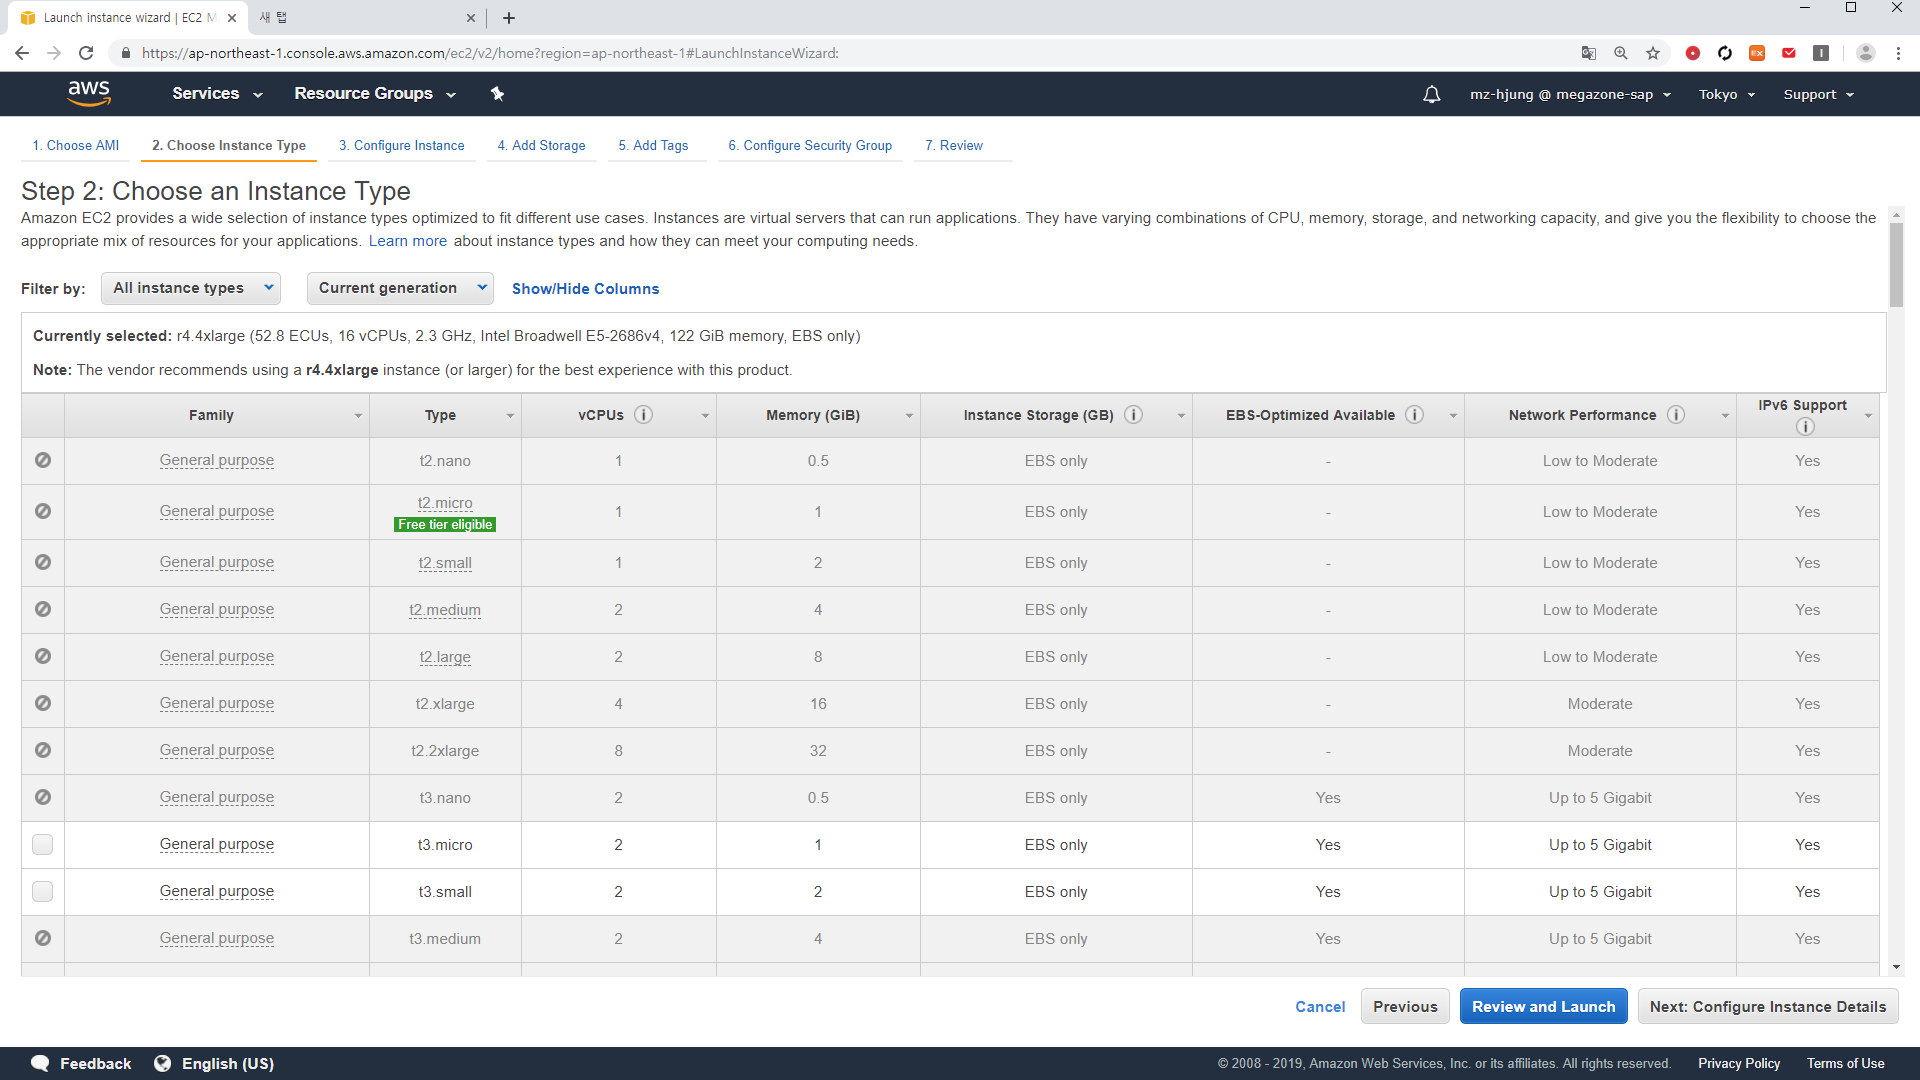 Launch instance wizard | EC2 M
새 탭
https://ap-northeast-1.console.aws.amazon.com/ec2/v2/home?region=ap-northeast-1#LaunchInstanceWizard:
aws Services Resource Groups mz-hjung @ megazone-sap Tokyo Support
1. Choose AMI 2. Choose Instance Type 3. Configure Instance 4. Add Storage 5. Add Tags 6. Configure Security Group 7. Review
Step 2: Choose an Instance Type
Amazon EC2 provides a wide selection of instance types optimized to fit different use cases. Instances are virtual servers that can run applications. They have varying combinations of CPU, memory, storage, and networking capacity, and give you the flexibility to choose the
appropriate mix of resources for your applications. Learn more about instance types and how they can meet your computing needs.
Filter by: All instance types Current generation Show/Hide Columns
Currently selected: r4.4xlarge (52.8 ECUs, 16 vCPUs, 2.3 GHz, Intel Broadwell E5-2686v4, 122 GiB memory, EBS only)
Note: The vendor recommends using a r4.4xlarge instance (or larger) for the best experience with this product.
Family Type vCPUs i Memory (GiB) Instance Storage (GB) i EBS-Optimized Available i Network Performance i IPv6 Support i
General purpose t2.nano 1 0.5 EBS only - Low to Moderate Yes
General purpose t2.micro 1 1 EBS only - Low to Moderate Yes
Free tier eligible
General purpose t2.small 1 2 EBS only - Low to Moderate Yes
General purpose t2.medium 2 4 EBS only - Low to Moderate Yes
General purpose t2.large 2 8 EBS only - Low to Moderate Yes
General purpose t2.xlarge 4 16 EBS only - Moderate Yes
General purpose t2.2xlarge 8 32 EBS only - Moderate Yes
General purpose t3.nano 2 0.5 EBS only Yes Up to 5 Gigabit Yes
General purpose t3.micro 2 1 EBS only Yes Up to 5 Gigabit Yes
General purpose t3.small 2 2 EBS only Yes Up to 5 Gigabit Yes
General purpose t3.medium 2 4 EBS only Yes Up to 5 Gigabit Yes
Cancel Previous Review and Launch Next: Configure Instance Details
Feedback English (US) © 2008 - 2019, Amazon Web Services, Inc. or its affiliates. All rights reserved. Privacy Policy Terms of Use